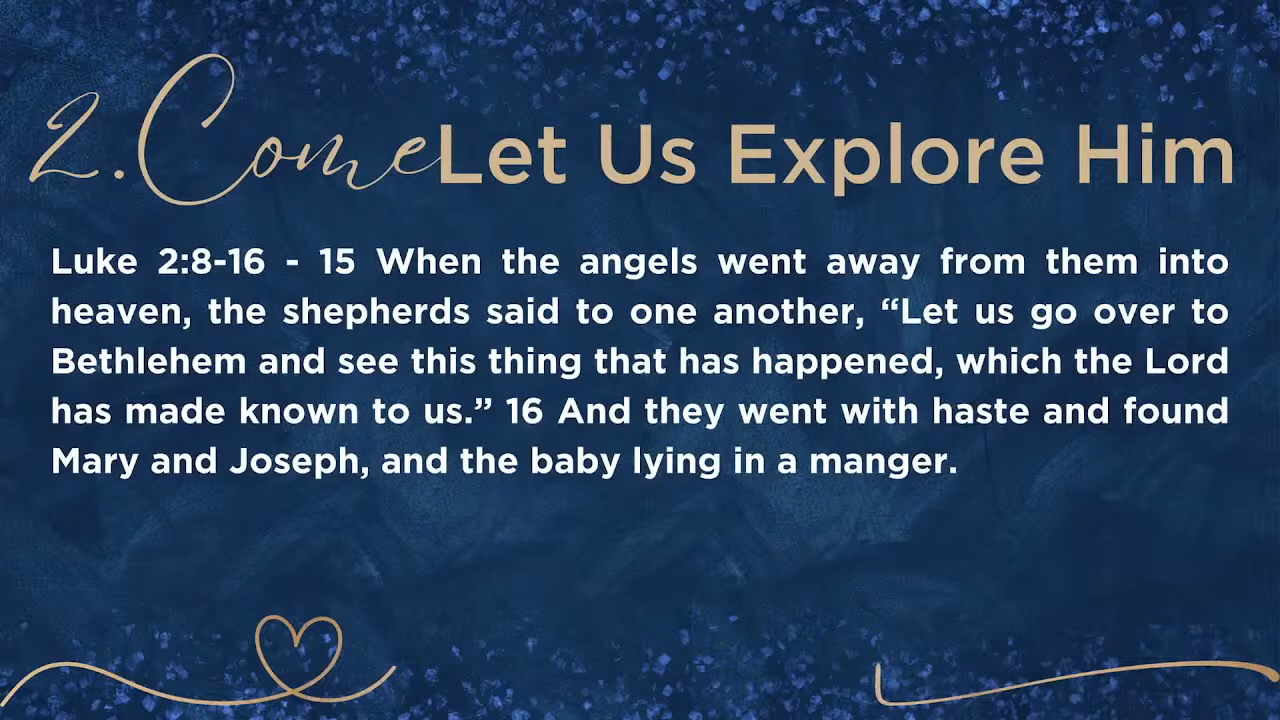 2. Come Let Us Explore Him
Luke 2:8-16 - 15 When the angels went away from them into
heaven, the shepherds said to one another, “Let us go over to
Bethlehem and see this thing that has happened, which the Lord
has made known to us.” 16 And they went with haste and found
Mary and Joseph, and the baby lying in a manger.